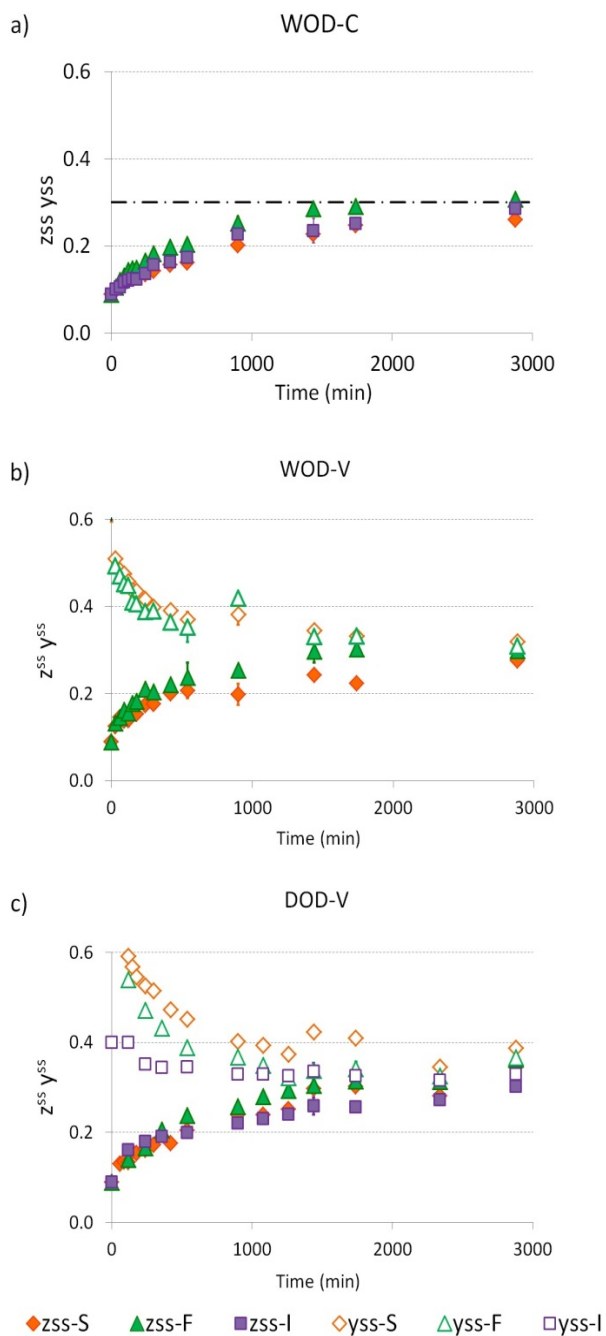 a)
WOD-C
0.6
0.4
0.2
0.0
zss yss
0
1000
2000
3000
Time (min)
b)
WOD-V
0.6
0.4
0.2
0.0
zss yss
0
1000
2000
3000
Time (min)
c)
DOD-V
0.6
0.4
0.2
0.0
zss yss
0
1000
2000
3000
Time (min)
zss-S zss-F zss-I yss-S yss-F yss-I